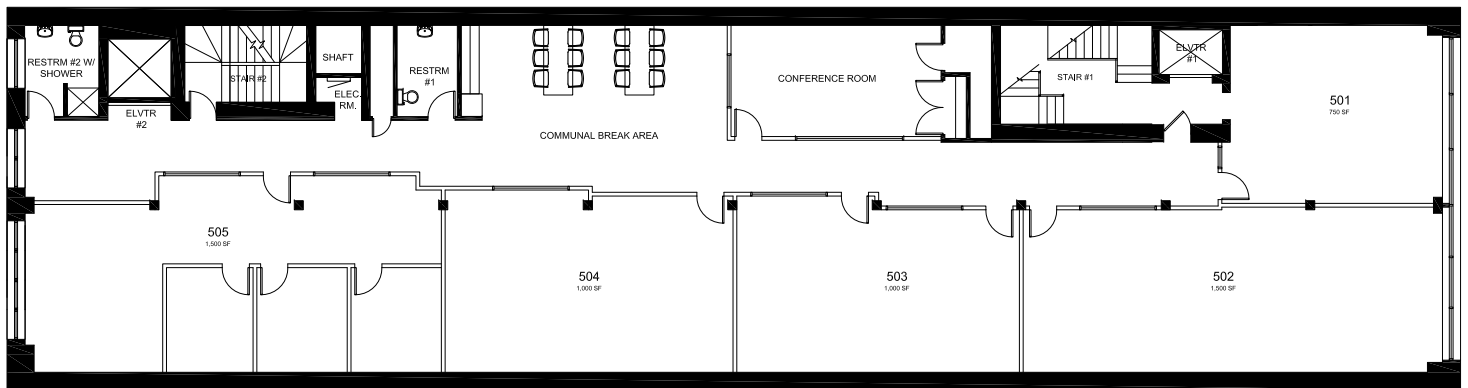 RESTRM #2 W/
SHOWER
ELVTR
#2
STAIR #2
SHAFT
ELEC.
RM.
RESTRM
#1
COMMUNAL BREAK AREA
CONFERENCE ROOM
STAIR #1
ELVTR
#1
501
750 SF
505
1,500 SF
504
1,000 SF
503
1,000 SF
502
1,500 SF